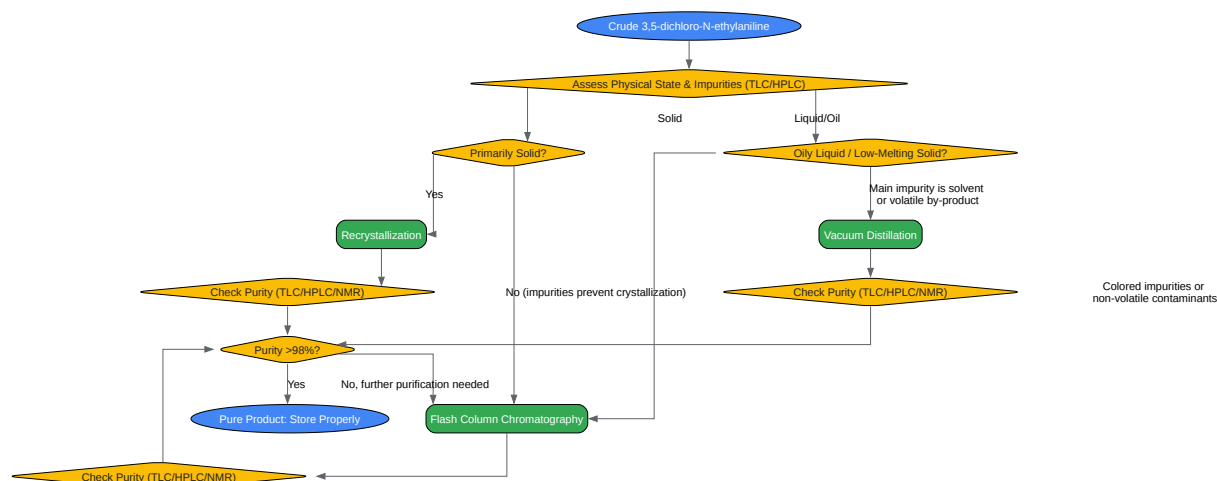 Crude 3,5-dichloro-N-ethylaniline
Assess Physical State & Impurities (TLC/HPLC)
Solid
Liquid/Oil
Primarily Solid?
Oily Liquid / Low-Melting Solid?
Yes
Main impurity is solvent
or volatile by-product
Recrystallization
Vacuum Distillation
Check Purity (TLC/HPLC/NMR)
No (impurities prevent crystallization)
Check Purity (TLC/HPLC/NMR)
Colored impurities or
non-volatile contaminants
Purity >98%?
Yes
No, further purification needed
Pure Product: Store Properly
Flash Column Chromatography
Check Purity (TLC/HPLC/NMR)